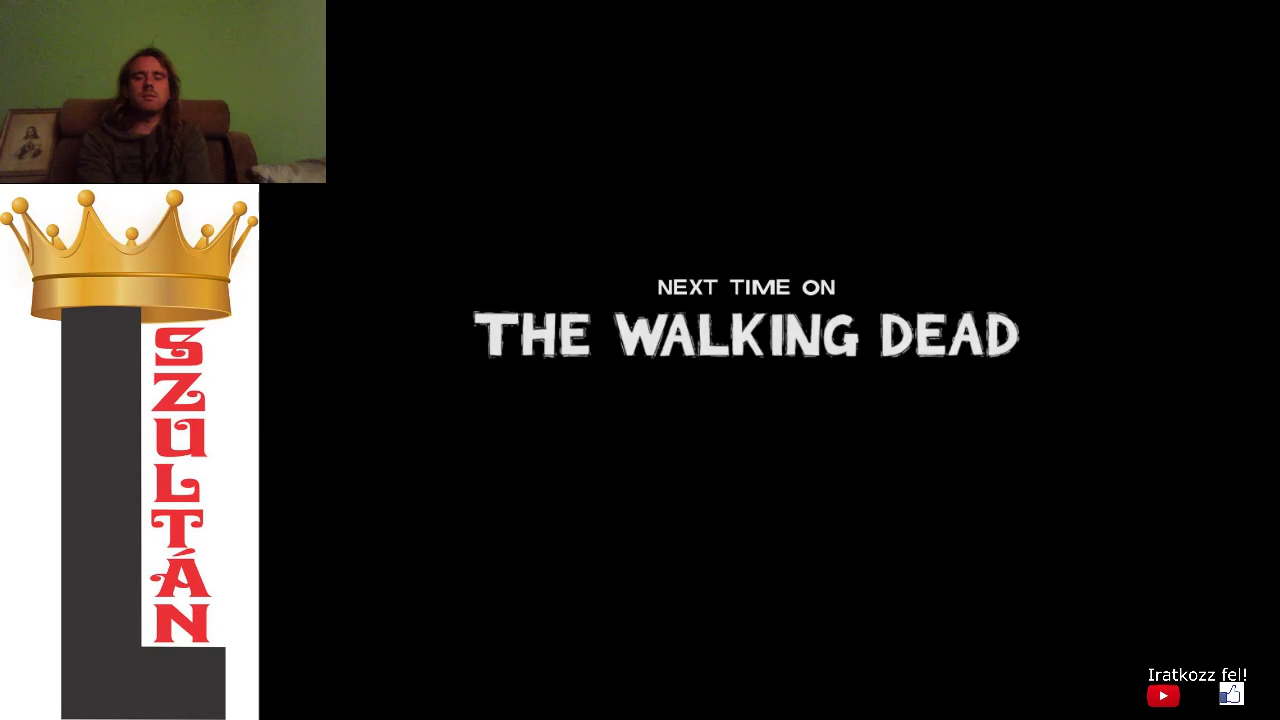 NEXT TIME ON
THE WALKING DEAD
L
SZULTÁN
Iratkozz fel!